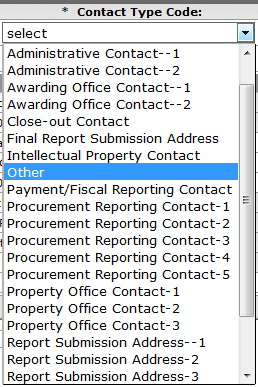 * Contact Type Code:
select
Administrative Contact--1
Administrative Contact--2
Awarding Office Contact--1
Awarding Office Contact--2
Close-out Contact
Final Report Submission Address
Intellectual Property Contact
Other
Payment/Fiscal Reporting Contact
Procurement Reporting Contact-1
Procurement Reporting Contact-2
Procurement Reporting Contact-3
Procurement Reporting Contact-4
Procurement Reporting Contact-5
Property Office Contact-1
Property Office Contact-2
Property Office Contact-3
Report Submission Address--1
Report Submission Address-2
Report Submission Address-3